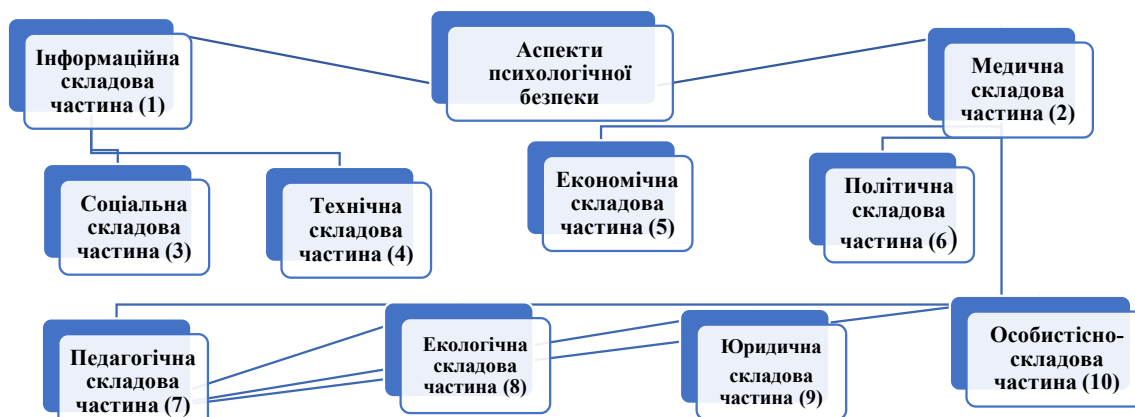 Інформаційна
складова
частина (1)
Аспекти
психологічної
безпеки
Медична
складова
частина (2)
Соціальна
складова
частина (3)
Технічна
складова
частина (4)
Економічна
складова
частина (5)
Політична
складова
частина (6)
Педагогічна
складова
частина (7)
Екологічна
складова
частина (8)
Юридична
складова
частина (9)
Особистісно-
складова
частина (10)